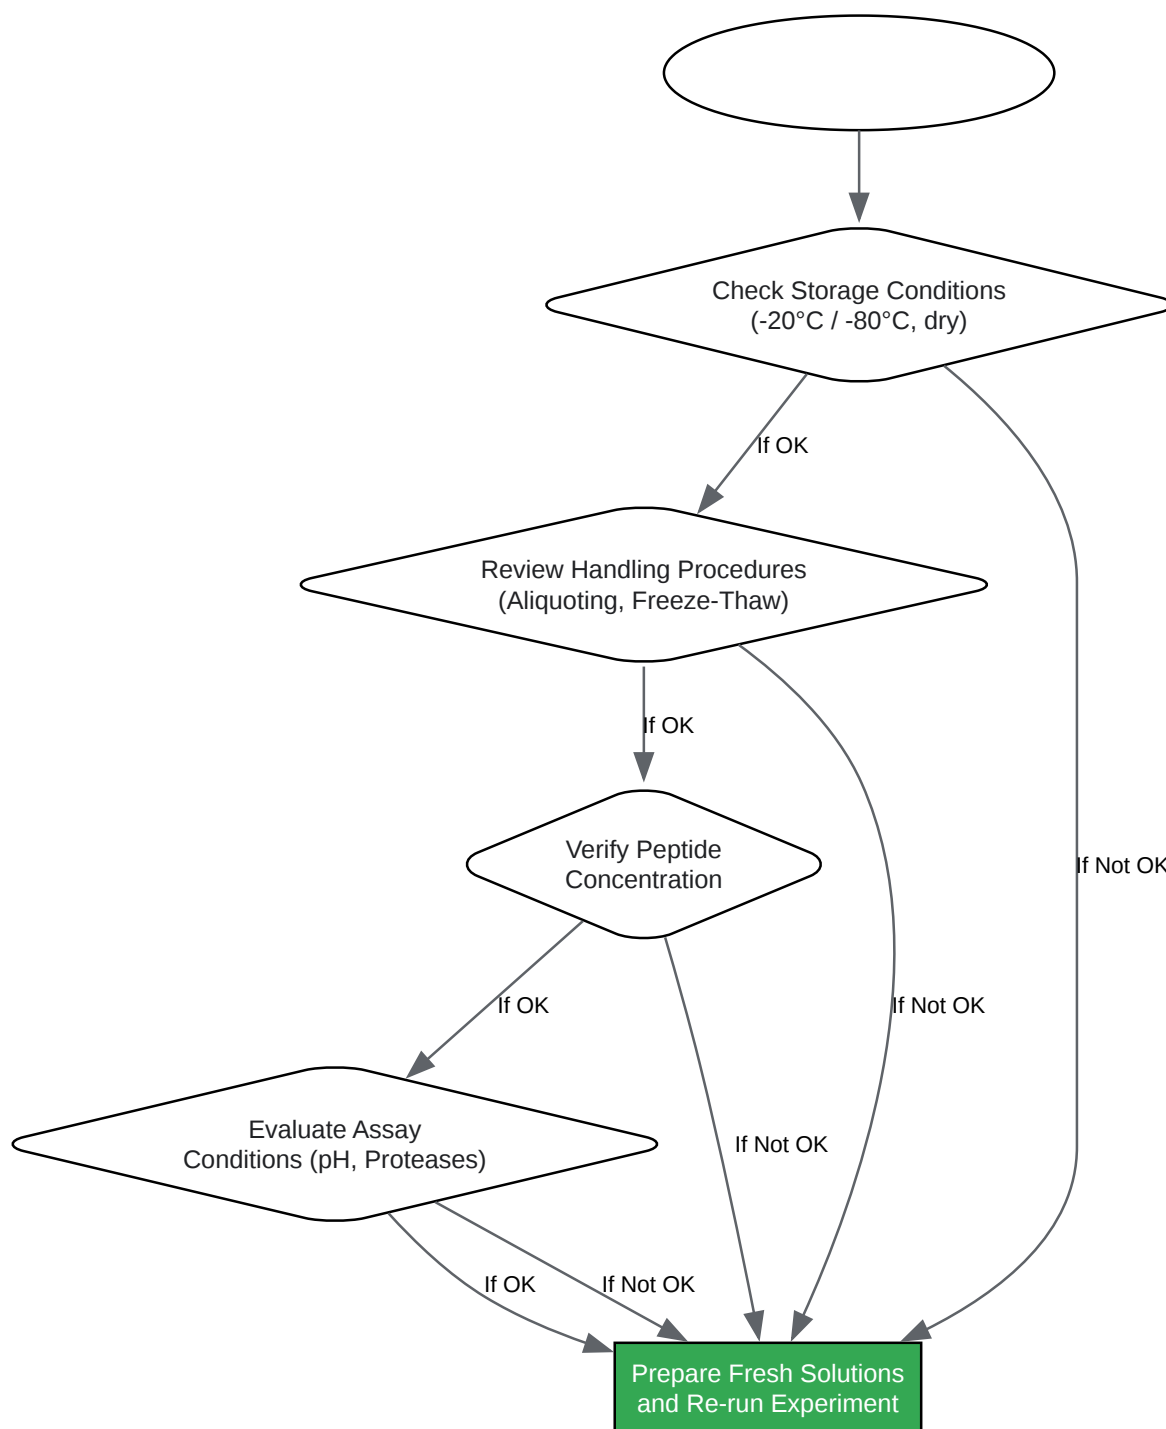 Check Storage Conditions
(-20°C / -80°C, dry)
If OK
Review Handling Procedures
(Aliquoting, Freeze-Thaw)
If OK
If Not OK
Verify Peptide
Concentration
If OK
If Not OK
Evaluate Assay
Conditions (pH, Proteases)
If Not OK
If OK
If Not OK
Prepare Fresh Solutions
and Re-run Experiment